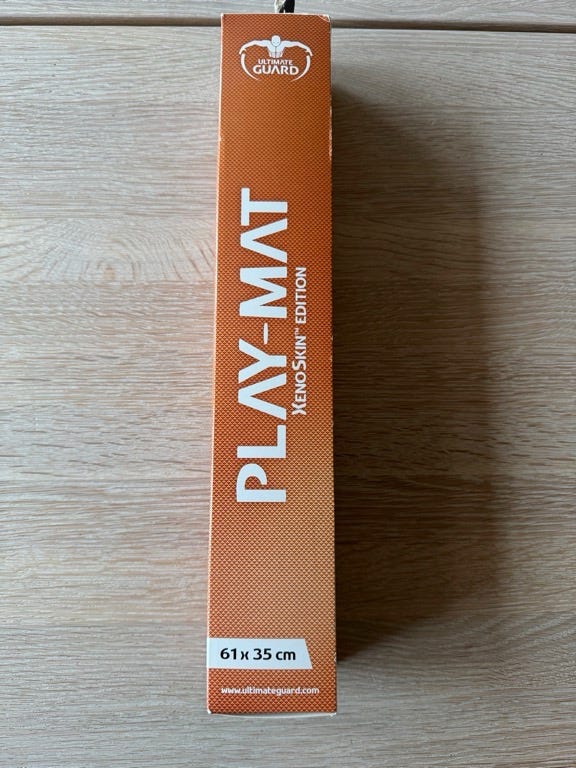 ULTIMATE
GUARD
PLAY-MAT
XENOSKIN™ EDITION
61 x 35 cm
www.ultimateguard.com